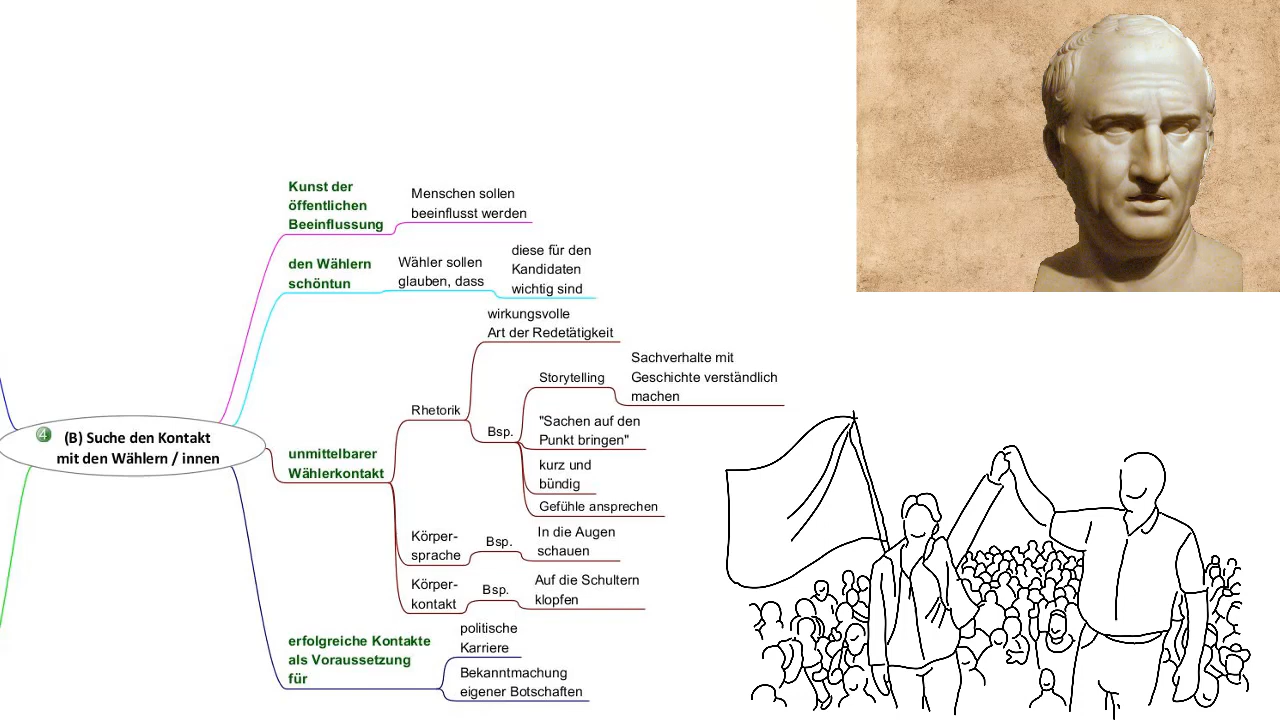 Kunst der
öffentlichen
Beeinflussung
Menschen sollen
beeinflusst werden
den Wählern
schöntun
Wähler sollen
glauben, dass
diese für den
Kandidaten
wichtig sind
4
(B) Suche den Kontakt
mit den Wählern / innen
unmittelbarer
Wählerkontakt
Rhetorik
wirkungsvolle
Art der Redetätigkeit
Bsp.
Storytelling
Sachverhalte mit
Geschichte verständlich
machen
"Sachen auf den
Punkt bringen"
kurz und
bündig
Gefühle ansprechen
Körper-
sprache
Bsp.
In die Augen
schauen
Körper-
kontakt
Bsp.
Auf die Schultern
klopfen
erfolgreiche Kontakte
als Voraussetzung
für
politische
Karriere
Bekanntmachung
eigener Botschaften